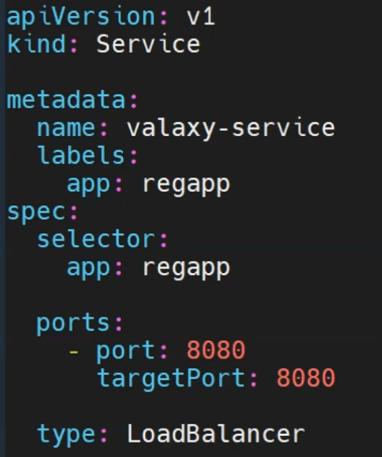 apiVersion: v1
kind: Service

metadata:
  name: valaxy-service
  labels:
    app: regapp
spec:
  selector:
    app: regapp

  ports:
    - port: 8080
      targetPort: 8080

  type: LoadBalancer